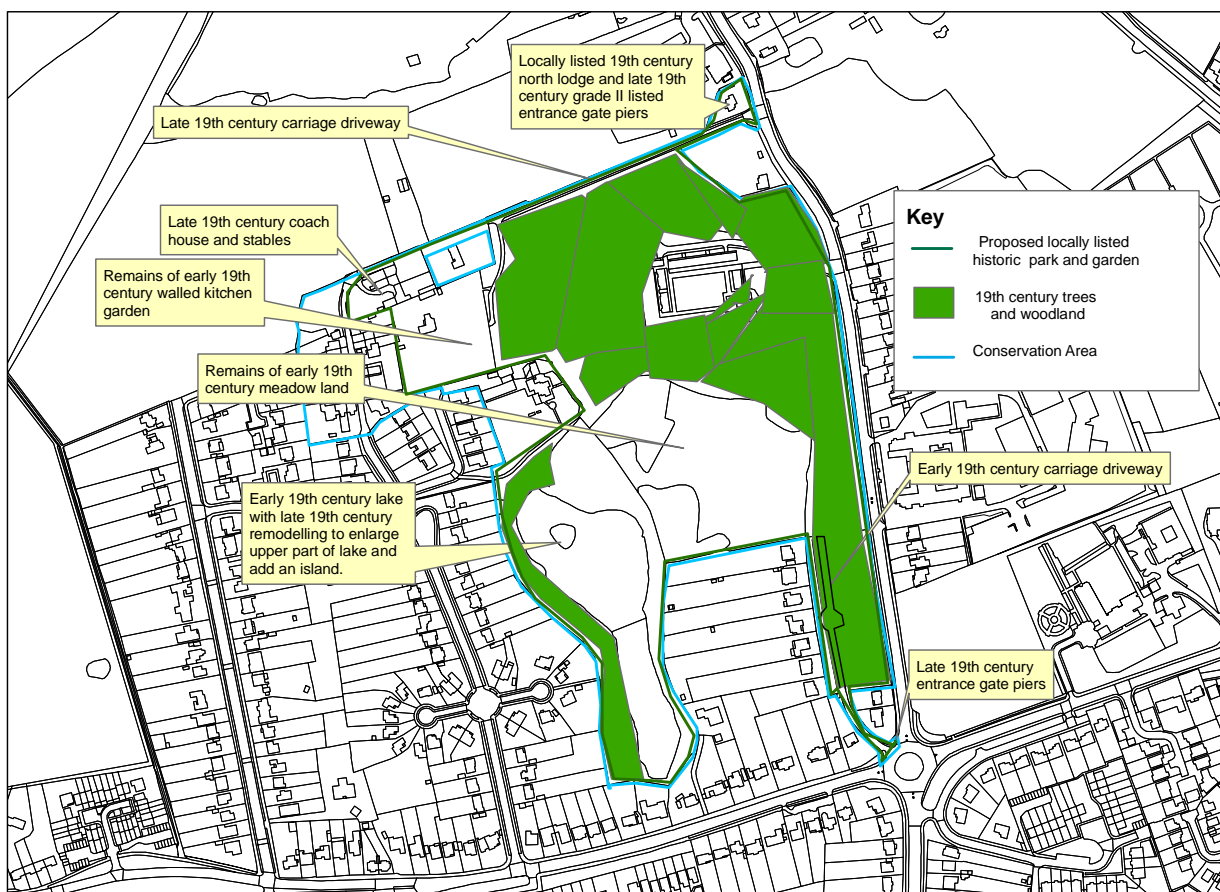 Locally listed 19th century
north lodge and late 19th
century grade II listed
entrance gate piers
Late 19th century carriage driveway
Late 19th century coach
house and stables
Remains of early 19th
century walled kitchen
garden
Remains of early 19th
century meadow land
Early 19th century lake
with late 19th century
remodelling to enlarge
upper part of lake and
add an island.
Key
Proposed locally listed
historic park and garden
19th century trees
and woodland
Conservation Area
Early 19th century carriage driveway
Late 19th century
entrance gate piers